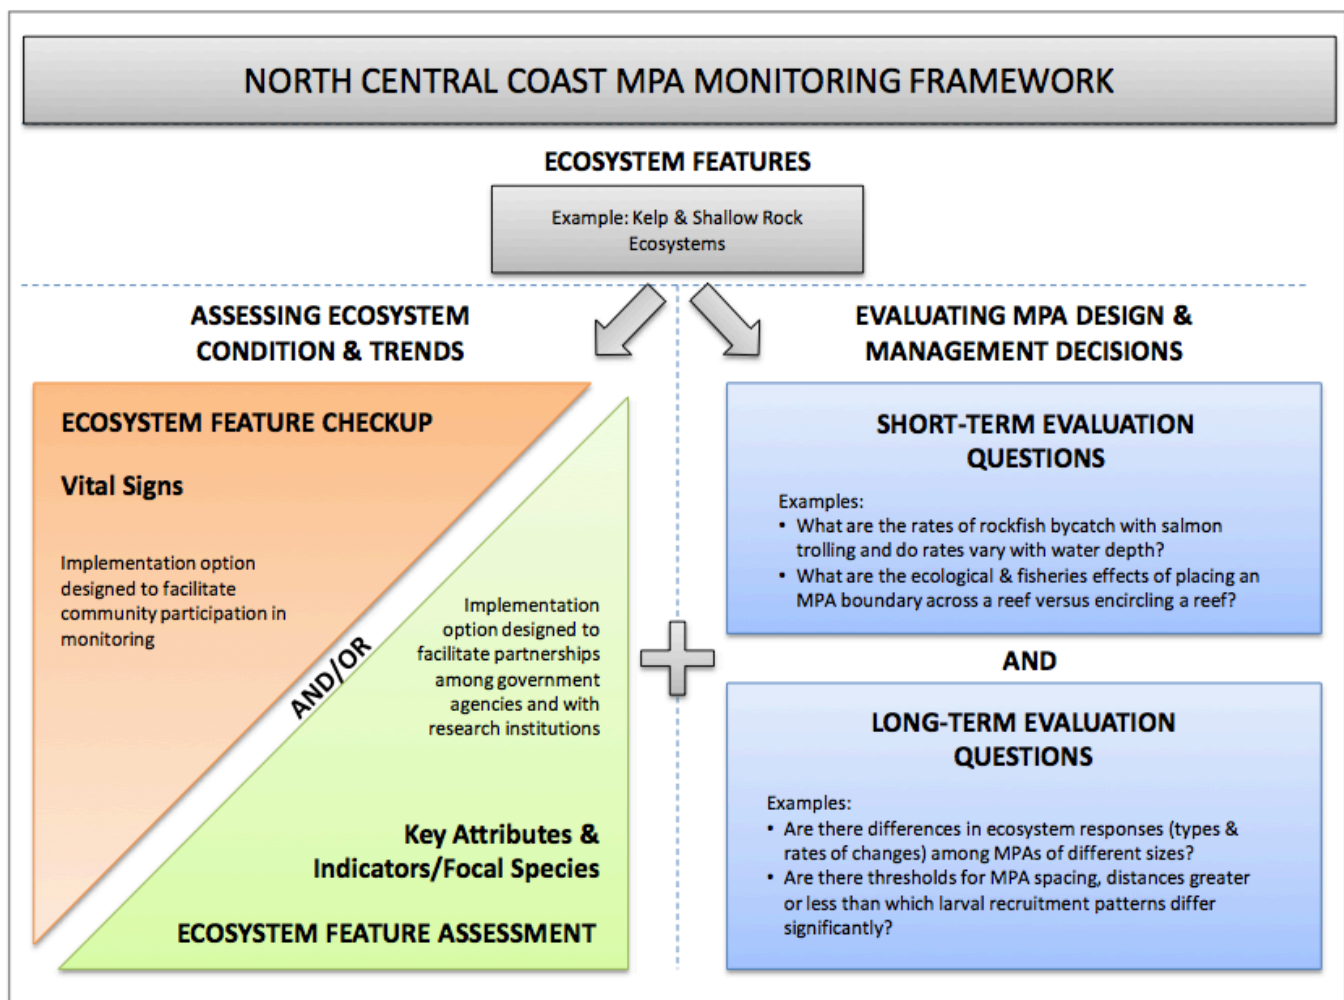 NORTH CENTRAL COAST MPA MONITORING FRAMEWORK
ECOSYSTEM FEATURES
Example: Kelp & Shallow Rock
Ecosystems
ASSESSING ECOSYSTEM
CONDITION & TRENDS
ECOSYSTEM FEATURE CHECKUP
Vital Signs
Implementation option
designed to facilitate
community participation in
monitoring
AND/OR
Implementation
option designed to
facilitate partnerships
among government
agencies and with
research institutions
Key Attributes &
Indicators/Focal Species
ECOSYSTEM FEATURE ASSESSMENT
EVALUATING MPA DESIGN &
MANAGEMENT DECISIONS
SHORT-TERM EVALUATION
QUESTIONS
Examples:
• What are the rates of rockfish bycatch with salmon
trolling and do rates vary with water depth?
• What are the ecological & fisheries effects of placing an
MPA boundary across a reef versus encircling a reef?
AND
LONG-TERM EVALUATION
QUESTIONS
Examples:
• Are there differences in ecosystem responses (types &
rates of changes) among MPAs of different sizes?
• Are there thresholds for MPA spacing, distances greater
or less than which larval recruitment patterns differ
significantly?